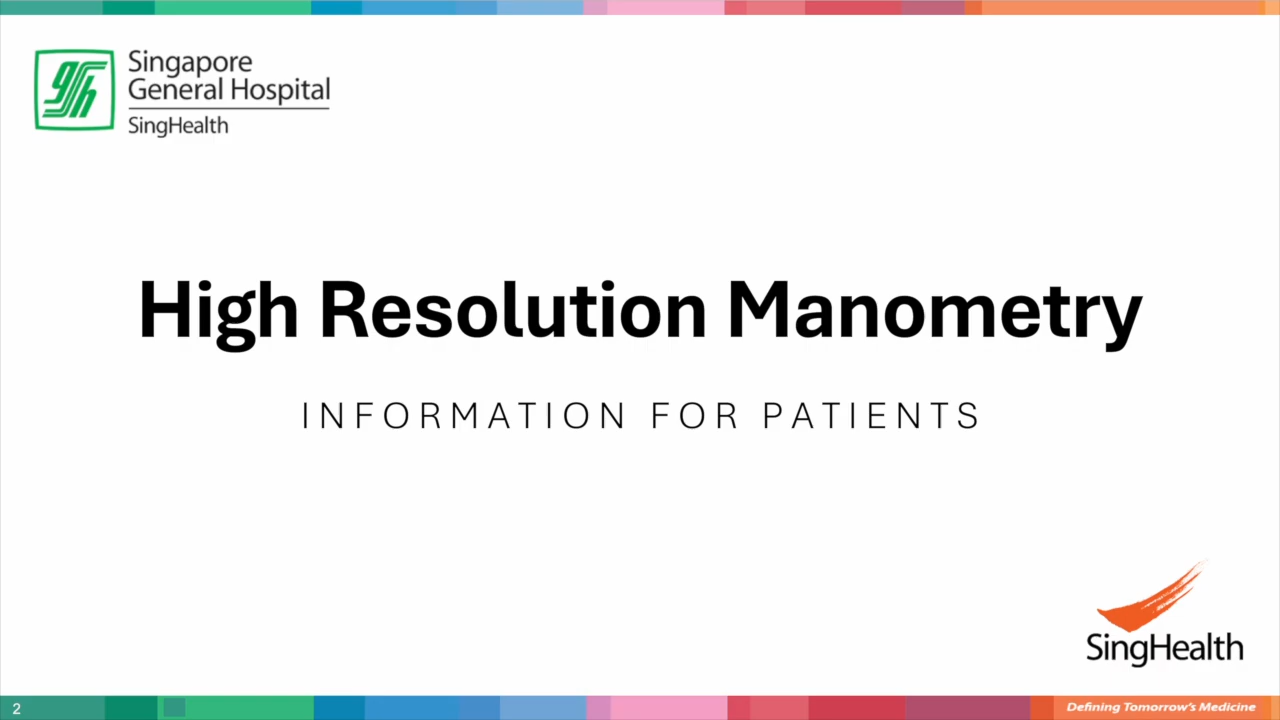 Singapore
General Hospital
SingHealth
High Resolution Manometry
INFORMATION FOR PATIENTS
SingHealth
2
Defining Tomorrow's Medicine